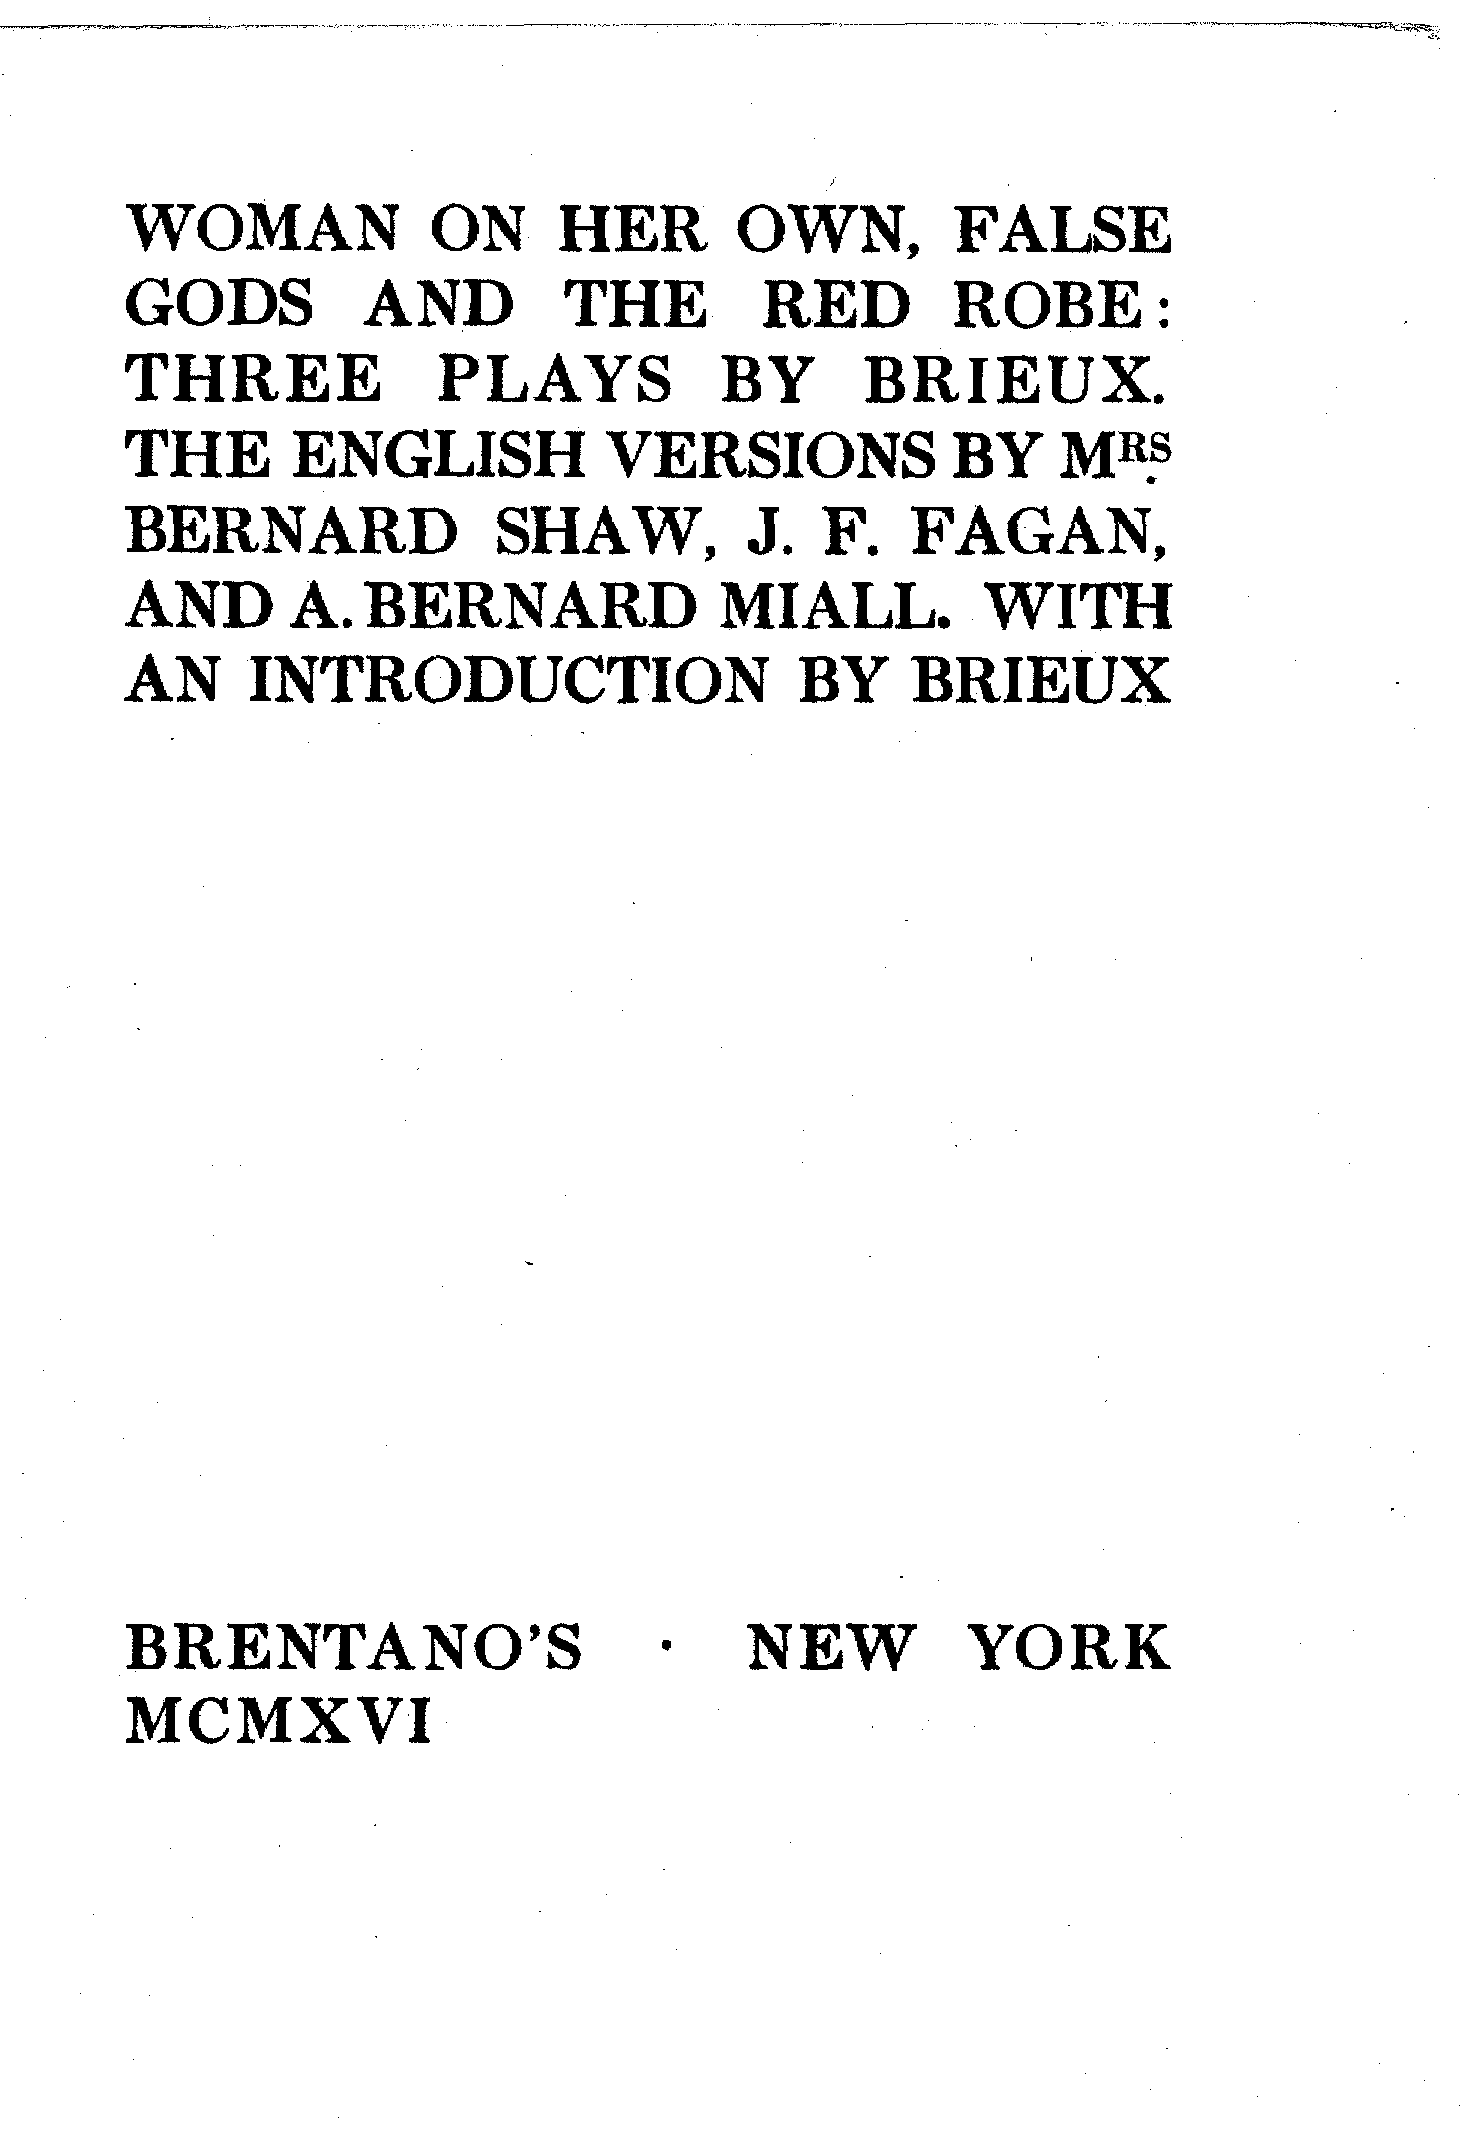 WOMAN ON HER OWN, FALSE
GODS AND THE RED ROBE:
THREE PLAYS BY BRIEUX.
THE ENGLISH VERSIONS BY MRS.
BERNARD SHAW, J. F. FAGAN,
AND A. BERNARD MIALL. WITH
AN INTRODUCTION BY BRIEUX
BRENTANO'S · NEW YORK
MCMXVI